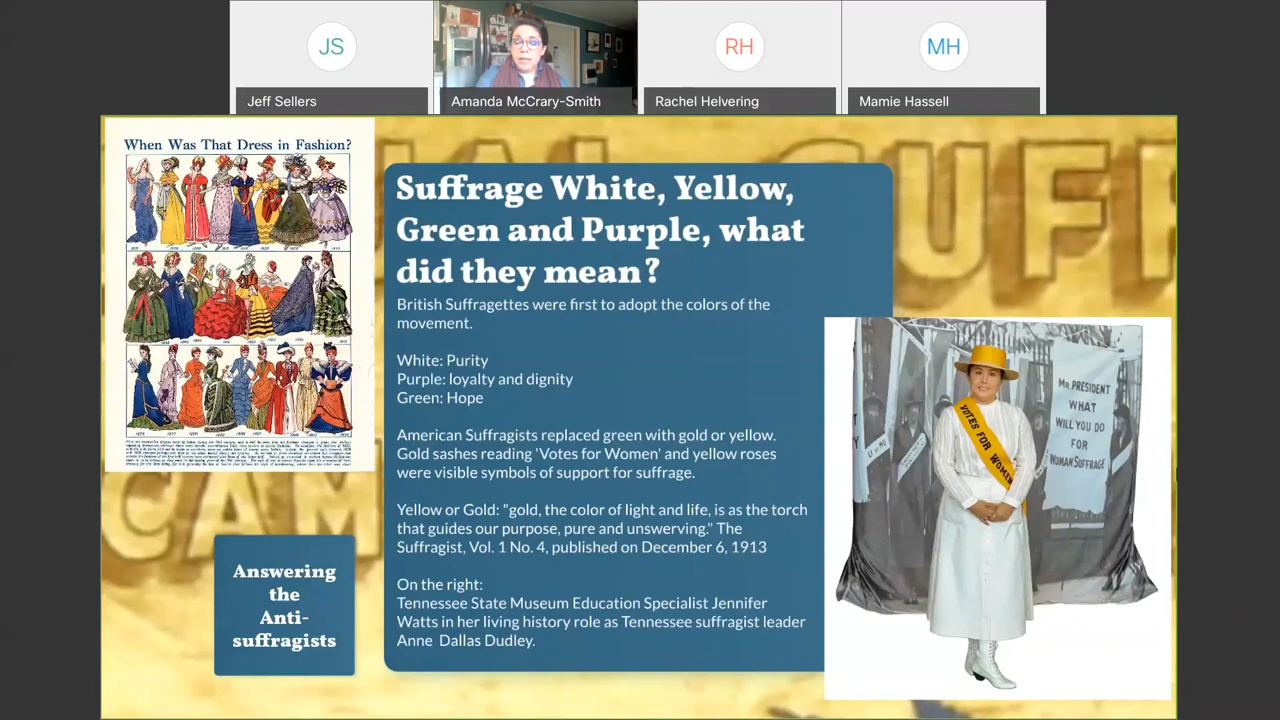 JS
RH
MH
Jeff Sellers
Amanda McCrary-Smith
Rachel Helvering
Mamie Hassell
When Was That Dress in Fashion?
Suffrage White, Yellow,
Green and Purple, what
did they mean?
British Suffragettes were first to adopt the colors of the
movement.
White: Purity
Purple: loyalty and dignity
Green: Hope
American Suffragists replaced green with gold or yellow.
Gold sashes reading 'Votes for Women' and yellow roses
were visible symbols of support for suffrage.
Yellow or Gold: "gold, the color of light and life, is as the torch
that guides our purpose, pure and unswerving." The
Suffragist, Vol. 1 No. 4, published on December 6, 1913
On the right:
Tennessee State Museum Education Specialist Jennifer
Watts in her living history role as Tennessee suffragist leader
Anne Dallas Dudley.
Answering
the
Anti-
suffragists
VOTES FOR WOMEN
MR. PRESIDENT
WHAT
WILL YOU DO
FOR
WOMAN SUFFRAGE